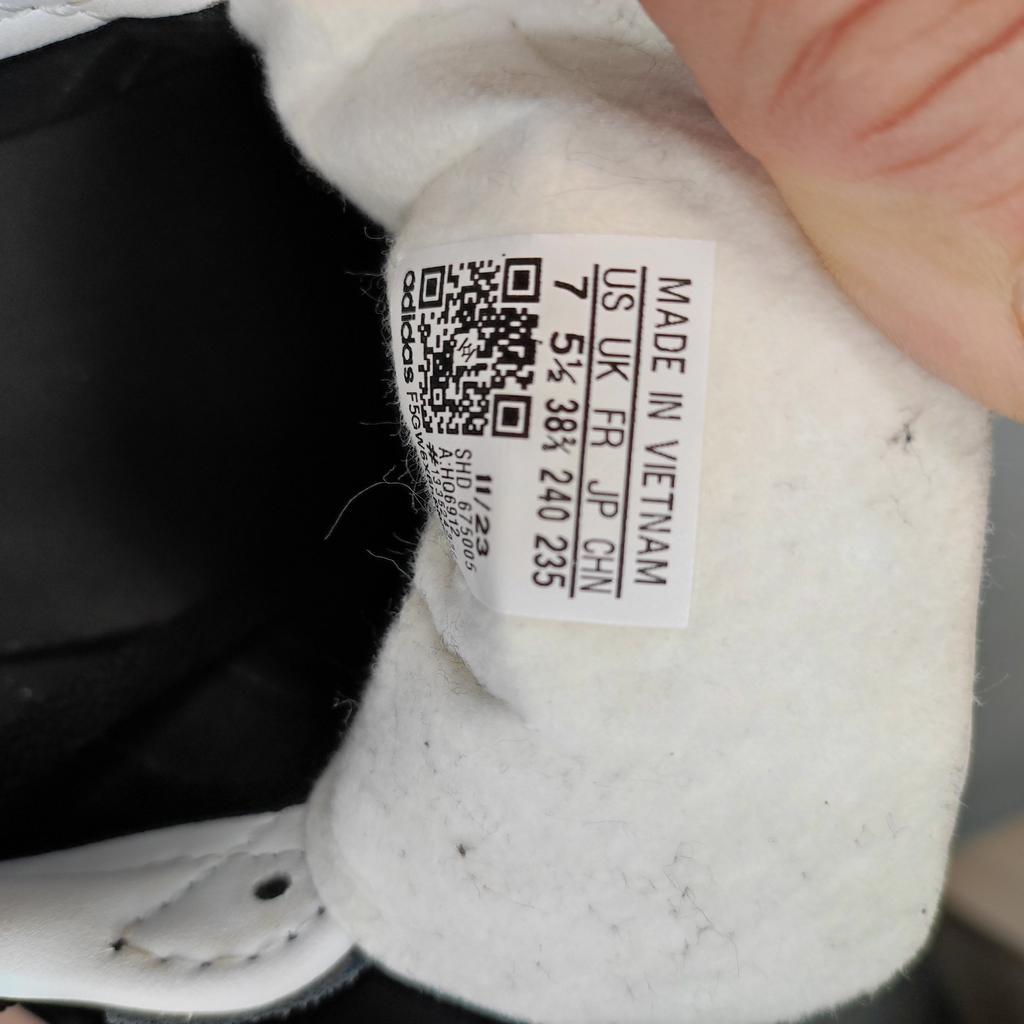 MADE IN VIETNAM
US UK FR JP CHN
7 5½ 38⅔ 240 235
11/23
SHD 675005
A:HQ6912
adidas